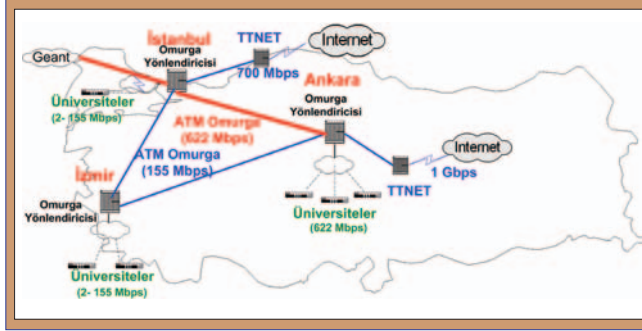 İstanbul
Omurga
Yönlendiricisi
TTNET
700 Mbps
Internet
Geant
Üniversiteler
(2- 155 Mbps)
Ankara
Omurga
Yönlendiricisi
ATM Omurga
(622 Mbps)
ATM Omurga
(155 Mbps)
Internet
1 Gbps
TTNET
İzmir
Omurga
Yönlendiricisi
Üniversiteler
(622 Mbps)
Üniversiteler
(2- 155 Mbps)